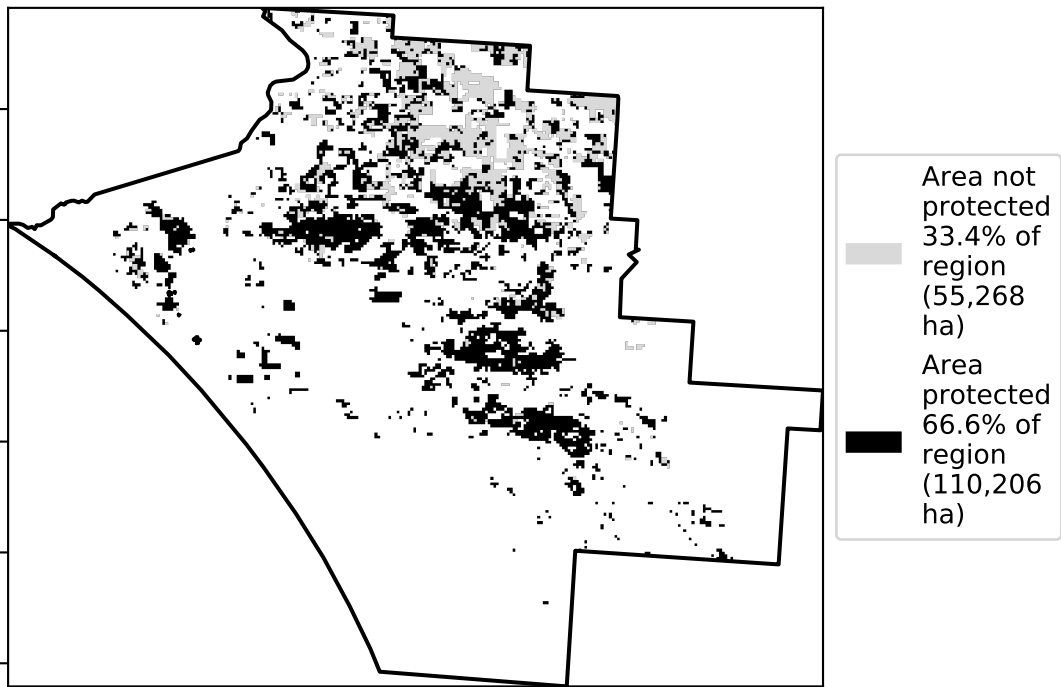 Area not
protected
33.4% of
region
(55,268
ha)
Area
protected
66.6% of
region
(110,206
ha)